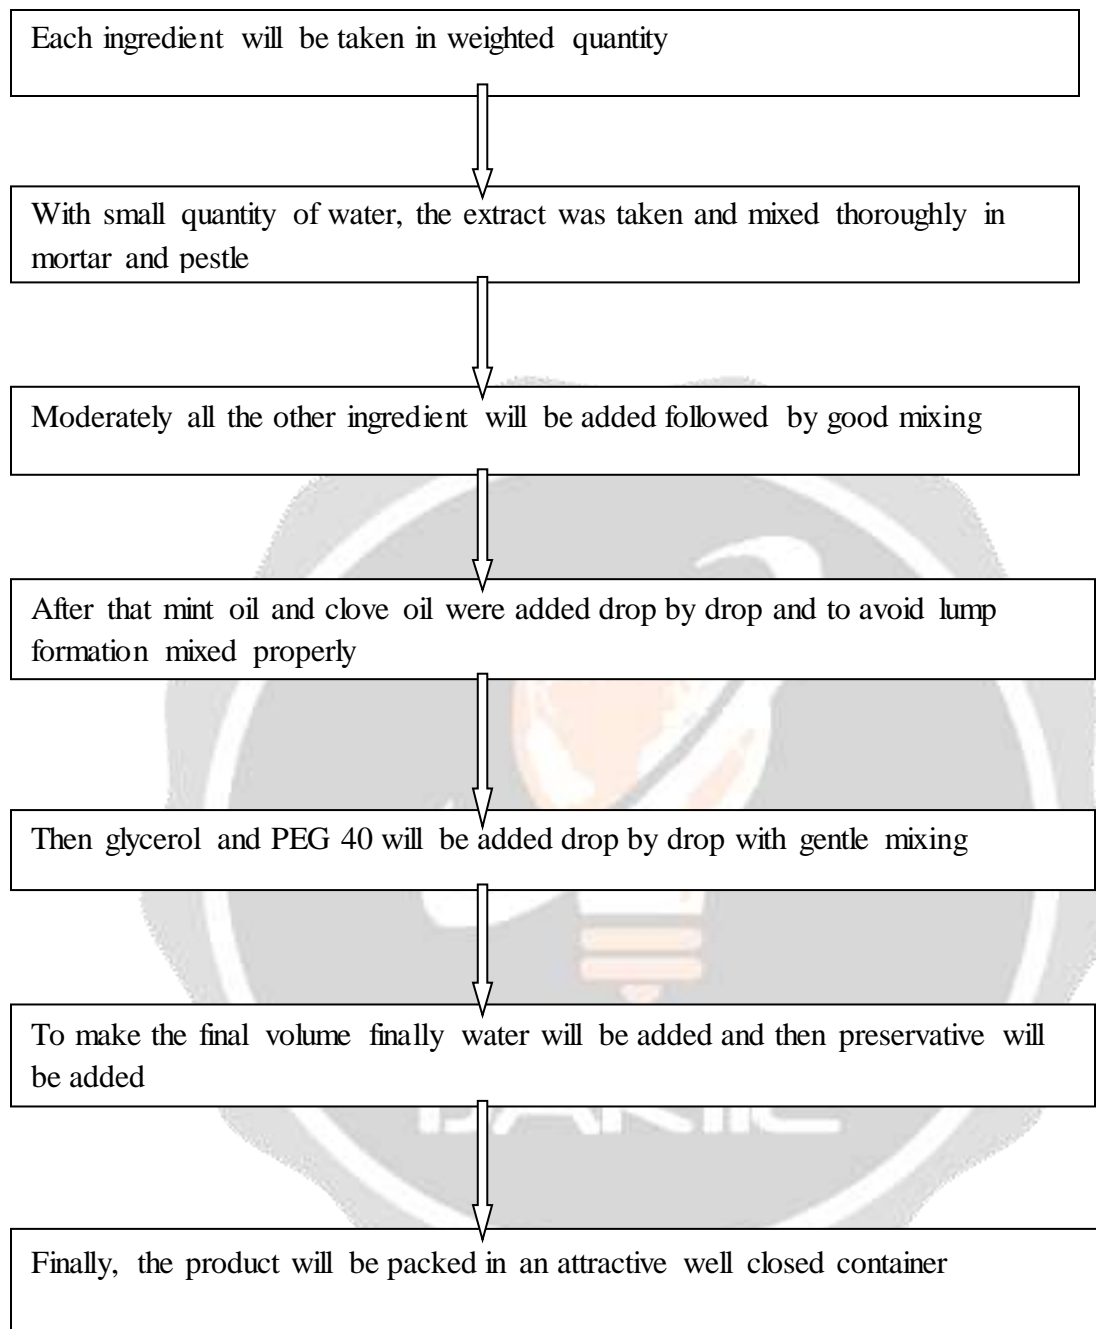 Each ingredient will be taken in weighted quantity
With small quantity of water, the extract was taken and mixed thoroughly in
mortar and pestle
Moderately all the other ingredient will be added followed by good mixing
After that mint oil and clove oil were added drop by drop and to avoid lump
formation mixed properly
Then glycerol and PEG 40 will be added drop by drop with gentle mixing
To make the final volume finally water will be added and then preservative will
be added
Finally, the product will be packed in an attractive well closed container